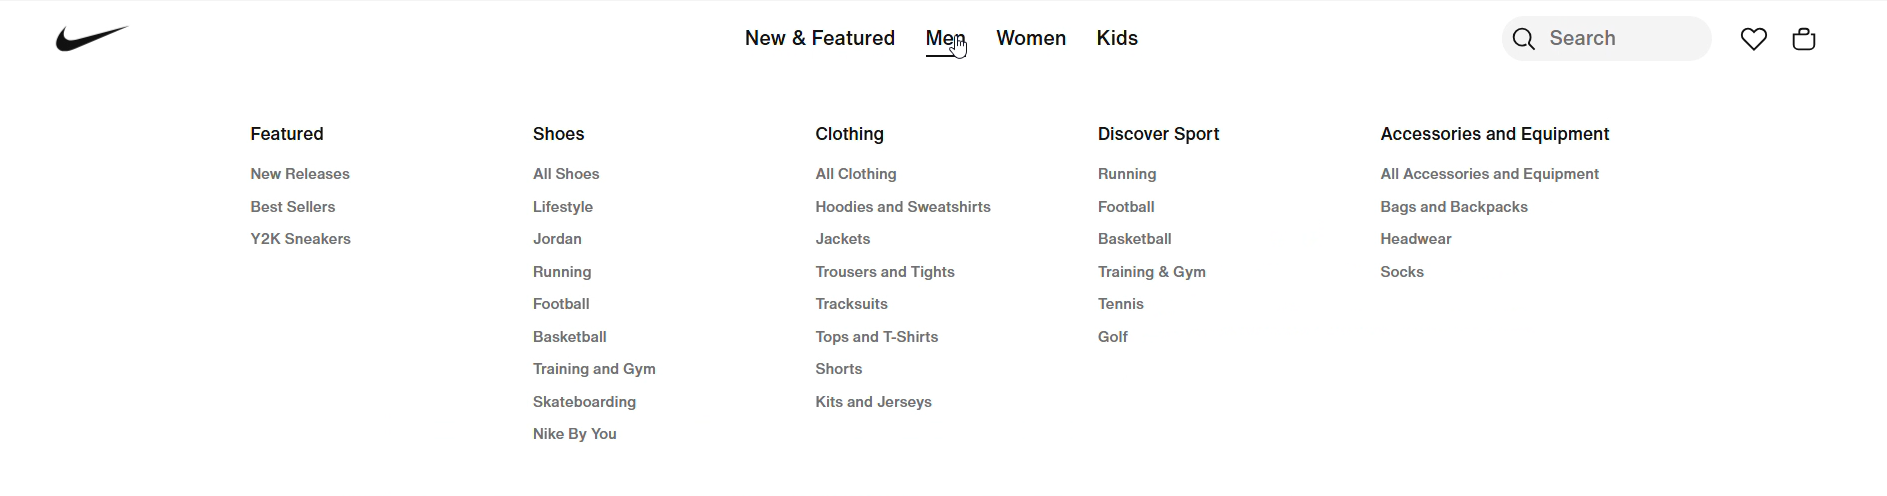 New & Featured
Men
Women
Kids
Search
Featured
New Releases
Best Sellers
Y2K Sneakers
Shoes
All Shoes
Lifestyle
Jordan
Running
Football
Basketball
Training and Gym
Skateboarding
Nike By You
Clothing
All Clothing
Hoodies and Sweatshirts
Jackets
Trousers and Tights
Tracksuits
Tops and T-Shirts
Shorts
Kits and Jerseys
Discover Sport
Running
Football
Basketball
Training & Gym
Tennis
Golf
Accessories and Equipment
All Accessories and Equipment
Bags and Backpacks
Headwear
Socks